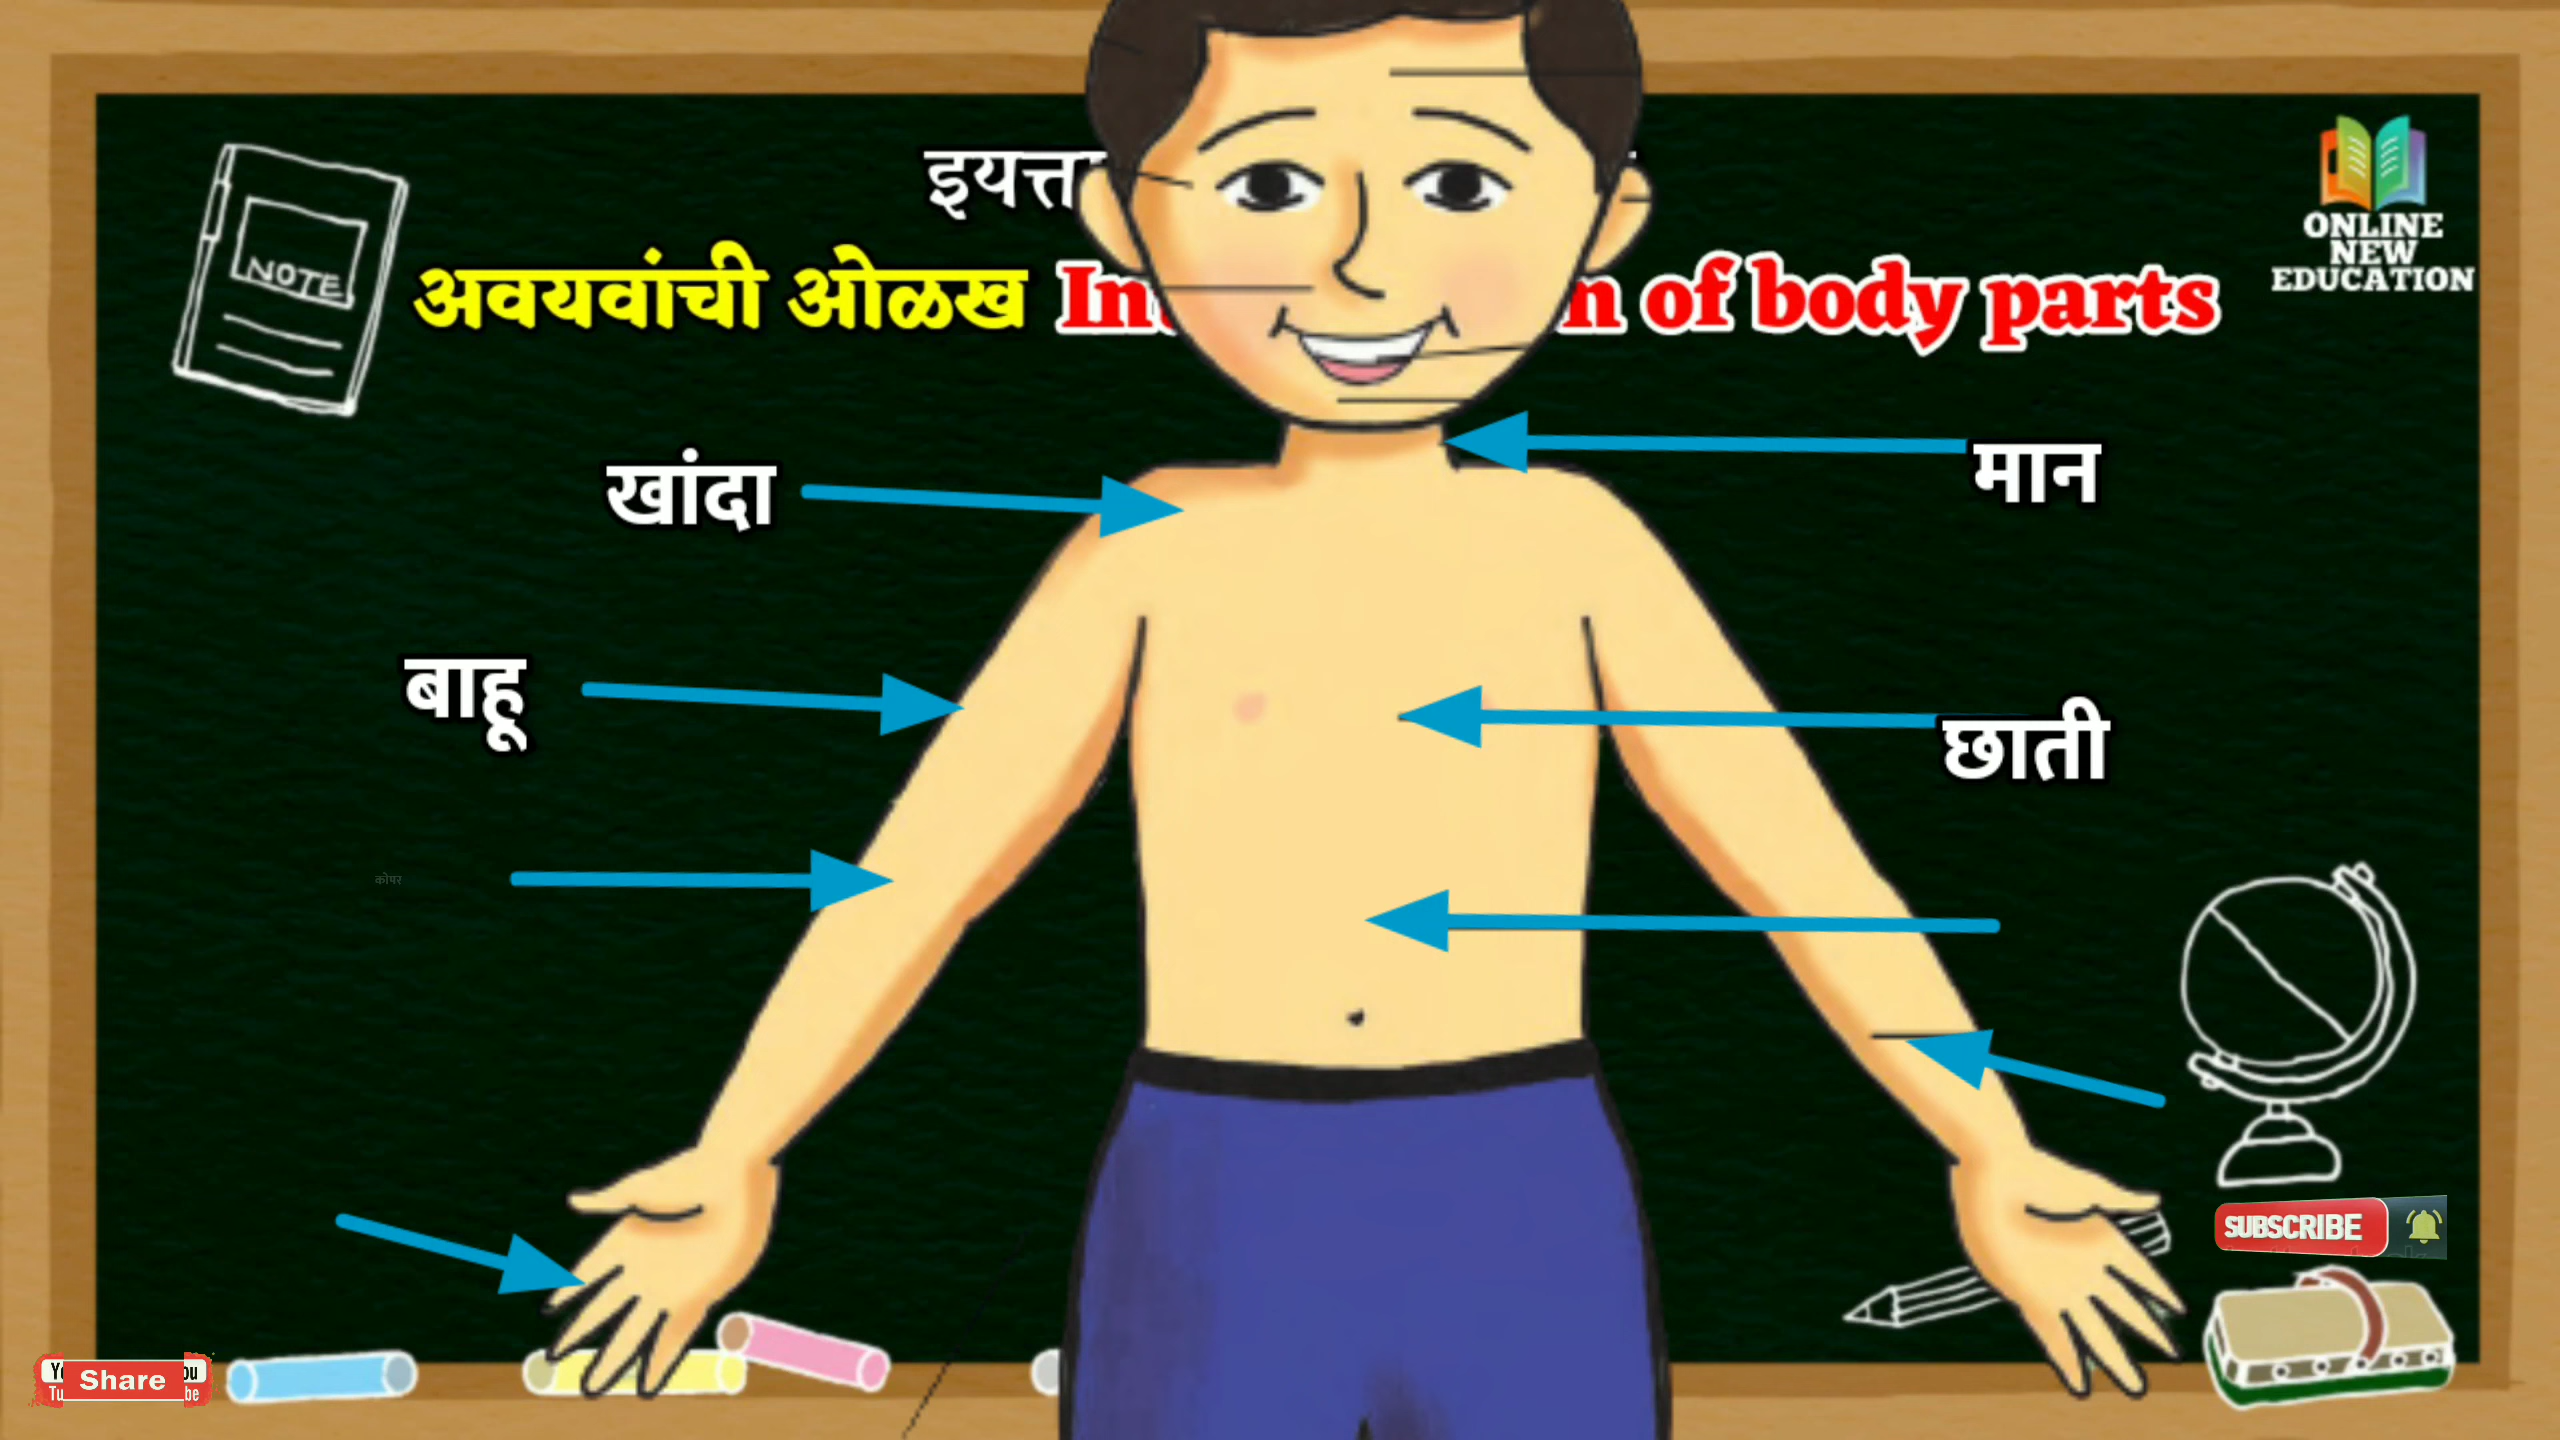 इयत्ता
अवयवांची ओळख In n of body parts
NOTE
ONLINE
NEW
EDUCATION
मान
खांदा
बाहू
छाती
कोपर
SUBSCRIBE
Share